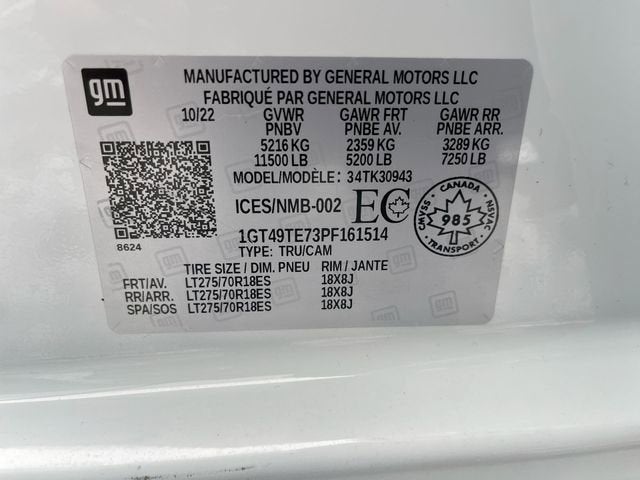 gm
MANUFACTURED BY GENERAL MOTORS LLC
FABRIQUÉ PAR GENERAL MOTORS LLC
10/22 GVWR GAWR FRT GAWR RR
PNBV PNBE AV. PNBE ARR.
5216 KG 2359 KG 3289 KG
11500 LB 5200 LB 7250 LB
MODEL/MODÈLE: 34TK30943
ICES/NMB-002 EC
CANADA
CMVSS 985 NSVAC
TRANSPORT
8624
1GT49TE73PF161514
TYPE: TRU/CAM
TIRE SIZE / DIM. PNEU RIM / JANTE
FRT/AV. LT275/70R18ES 18X8J
RR/ARR. LT275/70R18ES 18X8J
SPA/SOS LT275/70R18ES 18X8J